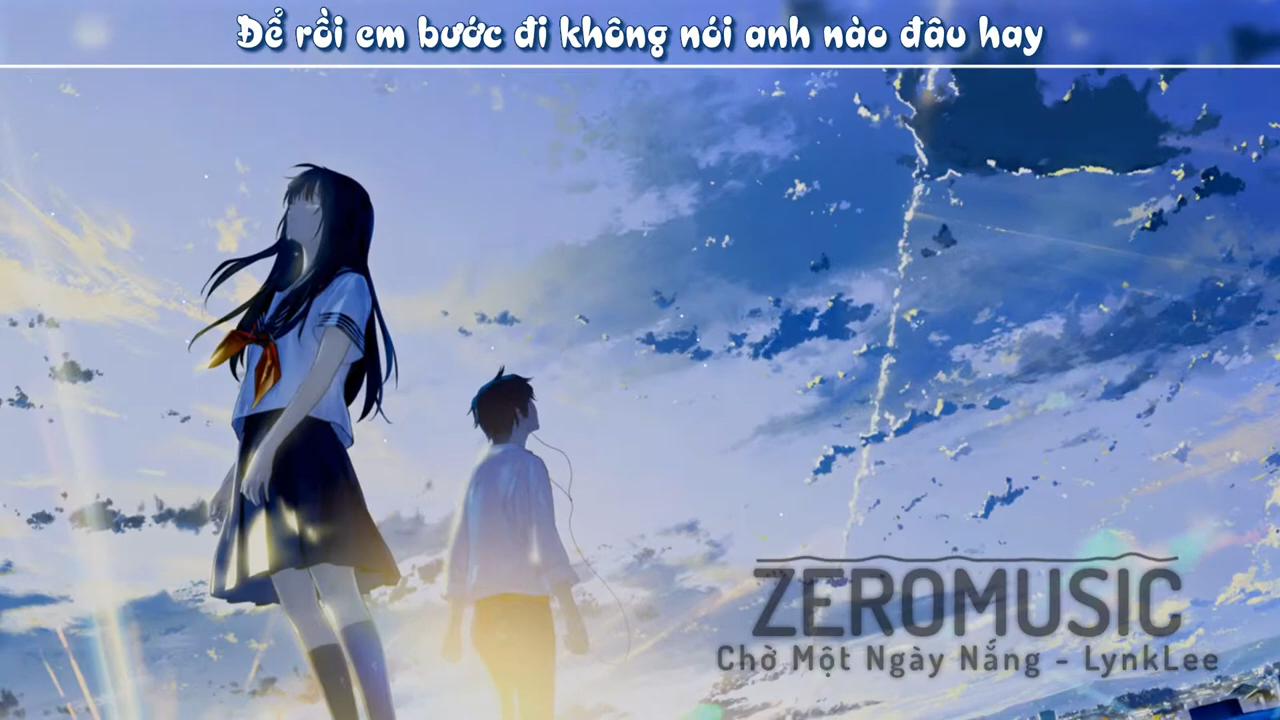 Để rồi em bước đi không nói anh nào đâu hay
ZEROMUSIC
Chờ Một Ngày Nắng - LynkLee